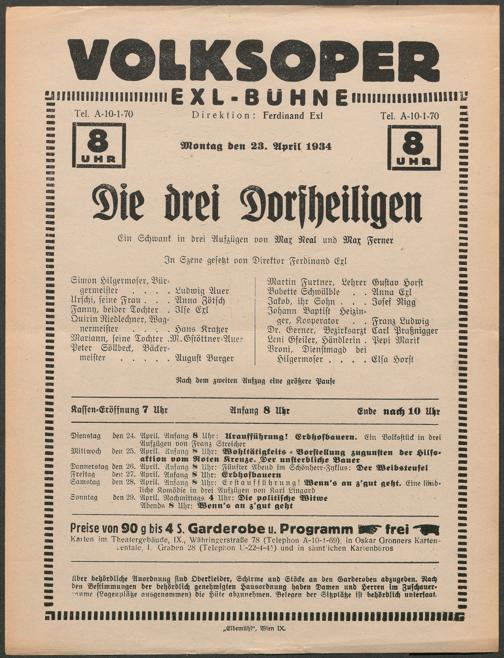 VOLKSOPER
EXL-BÜHNE
Tel. A-10-1-70
Direktion: Ferdinand Exl
Tel. A-10-1-70
8
UHR
Montag den 23. April 1934
8
UHR
Die drei Dorfheiligen
Ein Schwank in drei Aufzügen von Max Neal und Max Ferner
In Szene gesetzt von Direktor Ferdinand Exl
Simon Hilgermoser, Bür-
germeister . . . . Ludwig Auer
Urschi, seine Frau . . . Anna Zötsch
Fanny, beider Tochter . Ilse Exl
Quirin Riedlechner, Wag-
nermeister . . . . Hans Kratzer
Mariann, seine Tochter . M. Gstöttner-Auer
Peter Söllbeck, Bäcker-
meister . . . . . August Burger
Martin Furtner, Lehrer Gustav Horst
Babette Schwälble . . Anna Exl
Jakob, ihr Sohn . . . Josef Nigg
Johann Baptist Heizin-
ger, Kooperator . . Franz Ludwig
Dr. Gerner, Bezirksarzt Carl Praßnigger
Leni Gseiler, Händlerin . Pepi Marik
Vroni, Dienstmagd bei
Hilgermoser . . . . Elsa Horst
Nach dem zweiten Aufzug eine größere Pause
Kassen-Eröffnung 7 Uhr Anfang 8 Uhr Ende nach 10 Uhr
Dienstag den 24. April. Anfang 8 Uhr: Uraufführung! Erbhofbauern. Ein Volksstück in drei
Aufzügen von Franz Streicher
Mittwoch den 25. April. Anfang 8 Uhr: Wohltätigkeits-Vorstellung zugunsten der Hilfs-
aktion vom Roten Kreuze. Der unsterbliche Bauer
Donnerstag den 26. April. Anfang 8 Uhr: Fünfter Abend im Schönherr-Zyklus: Der Weibsteufel
Freitag den 27. April. Anfang 8 Uhr: Erbhofbauern
Samstag den 28. April. Anfang 8 Uhr: Erstaufführung! Wenn's an z'gut geht. Eine länd-
liche Komödie in drei Aufzügen von Karl Lingard
Sonntag den 29. April. Nachmittags 4 Uhr: Die politische Witwe
Abends 8 Uhr: Wenn's an z'gut geht
Preise von 90 g bis 4 S. Garderobe u. Programm frei
Karten im Theatergebäude, IX., Währingerstraße 78 (Telephon A-10-1-69), in Oskar Gronners Karten-
zentale, I. Graben 28 (Telephon U-22-4-45) und in sämtlichen Kartenbüros
Über behördliche Anordnung sind Oberkleider, Schirme und Stöcke an den Garderoben abzugeben. Nach
den Bestimmungen der behördlich genehmigten Hausordnung haben Damen und Herren im Zuschauer-
raume (Logenplätze ausgenommen) die Hüte abzunehmen. Belegen der Sitzplätze ist behördlich untersagt.
„Elbemühl", Wien IX.